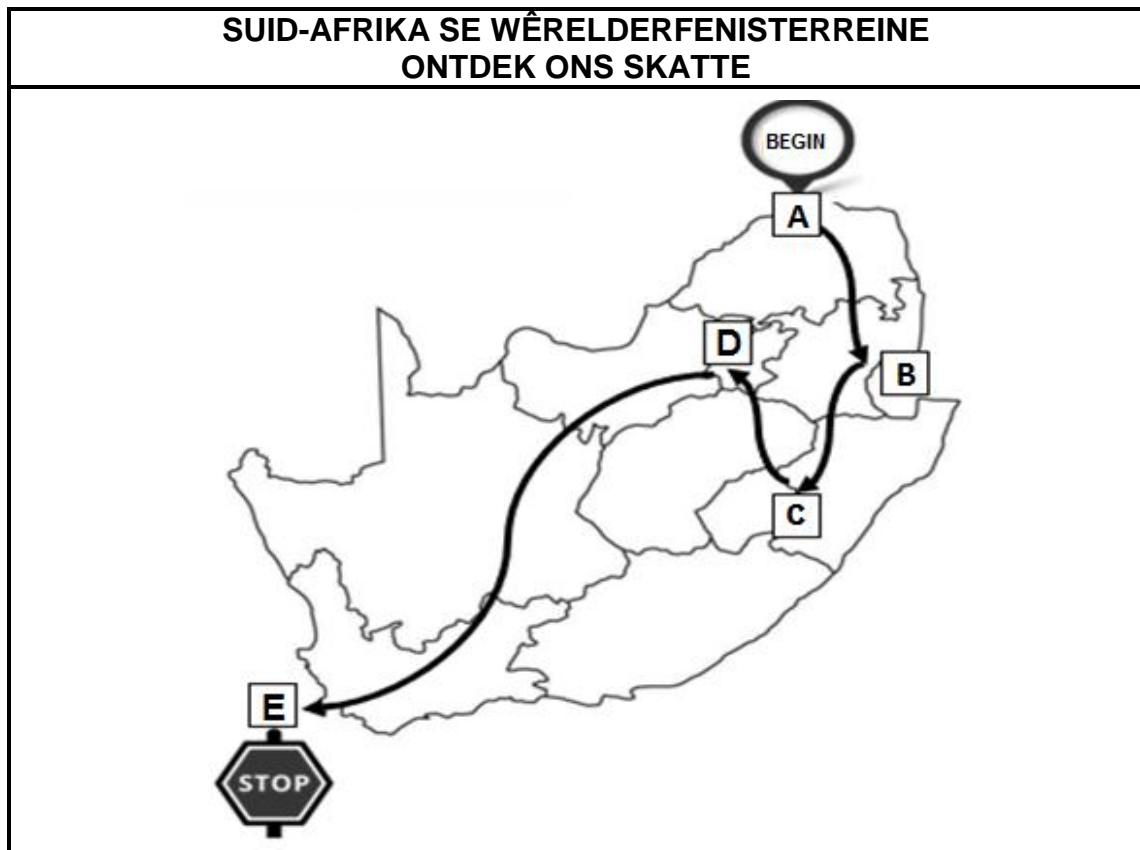 SUID-AFRIKA SE WÊRELDERFENISTERREINE
ONTDEK ONS SKATTE
BEGIN
A
D
B
C
E
STOP